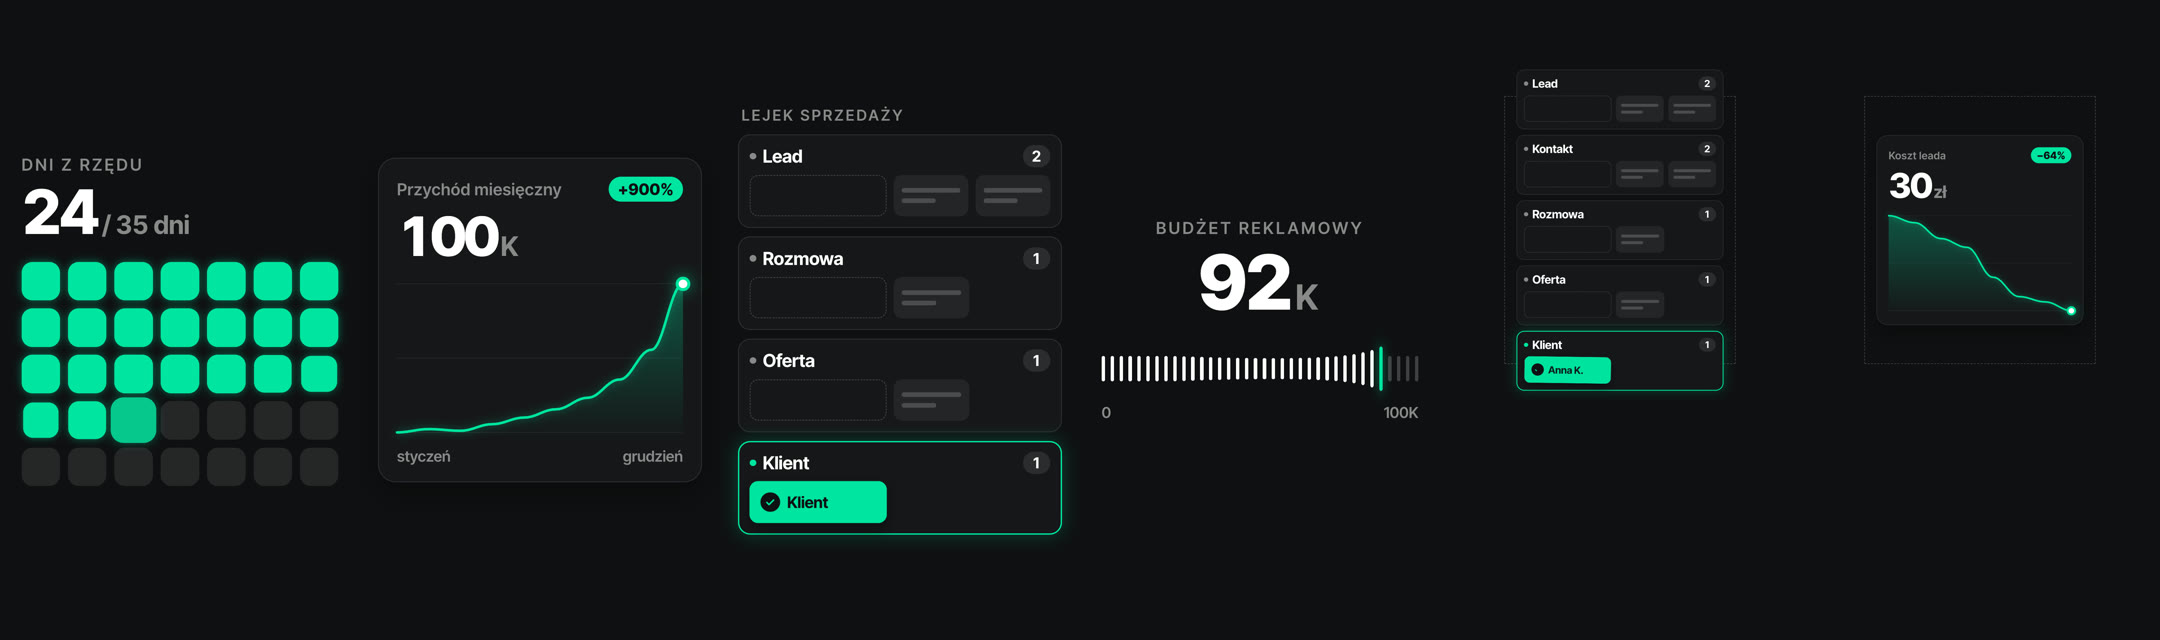 DNI Z RZĘDU
24 / 35 dni
Przychód miesięczny
+900%
100K
styczeń
grudzień
LEJEK SPRZEDAŻY
Lead
2
Rozmowa
1
Oferta
1
Klient
1
Klient
BUDŻET REKLAMOWY
92K
0
100K
Lead
2
Kontakt
2
Rozmowa
1
Oferta
1
Klient
1
Anna K.
Koszt leada
−64%
30 zł